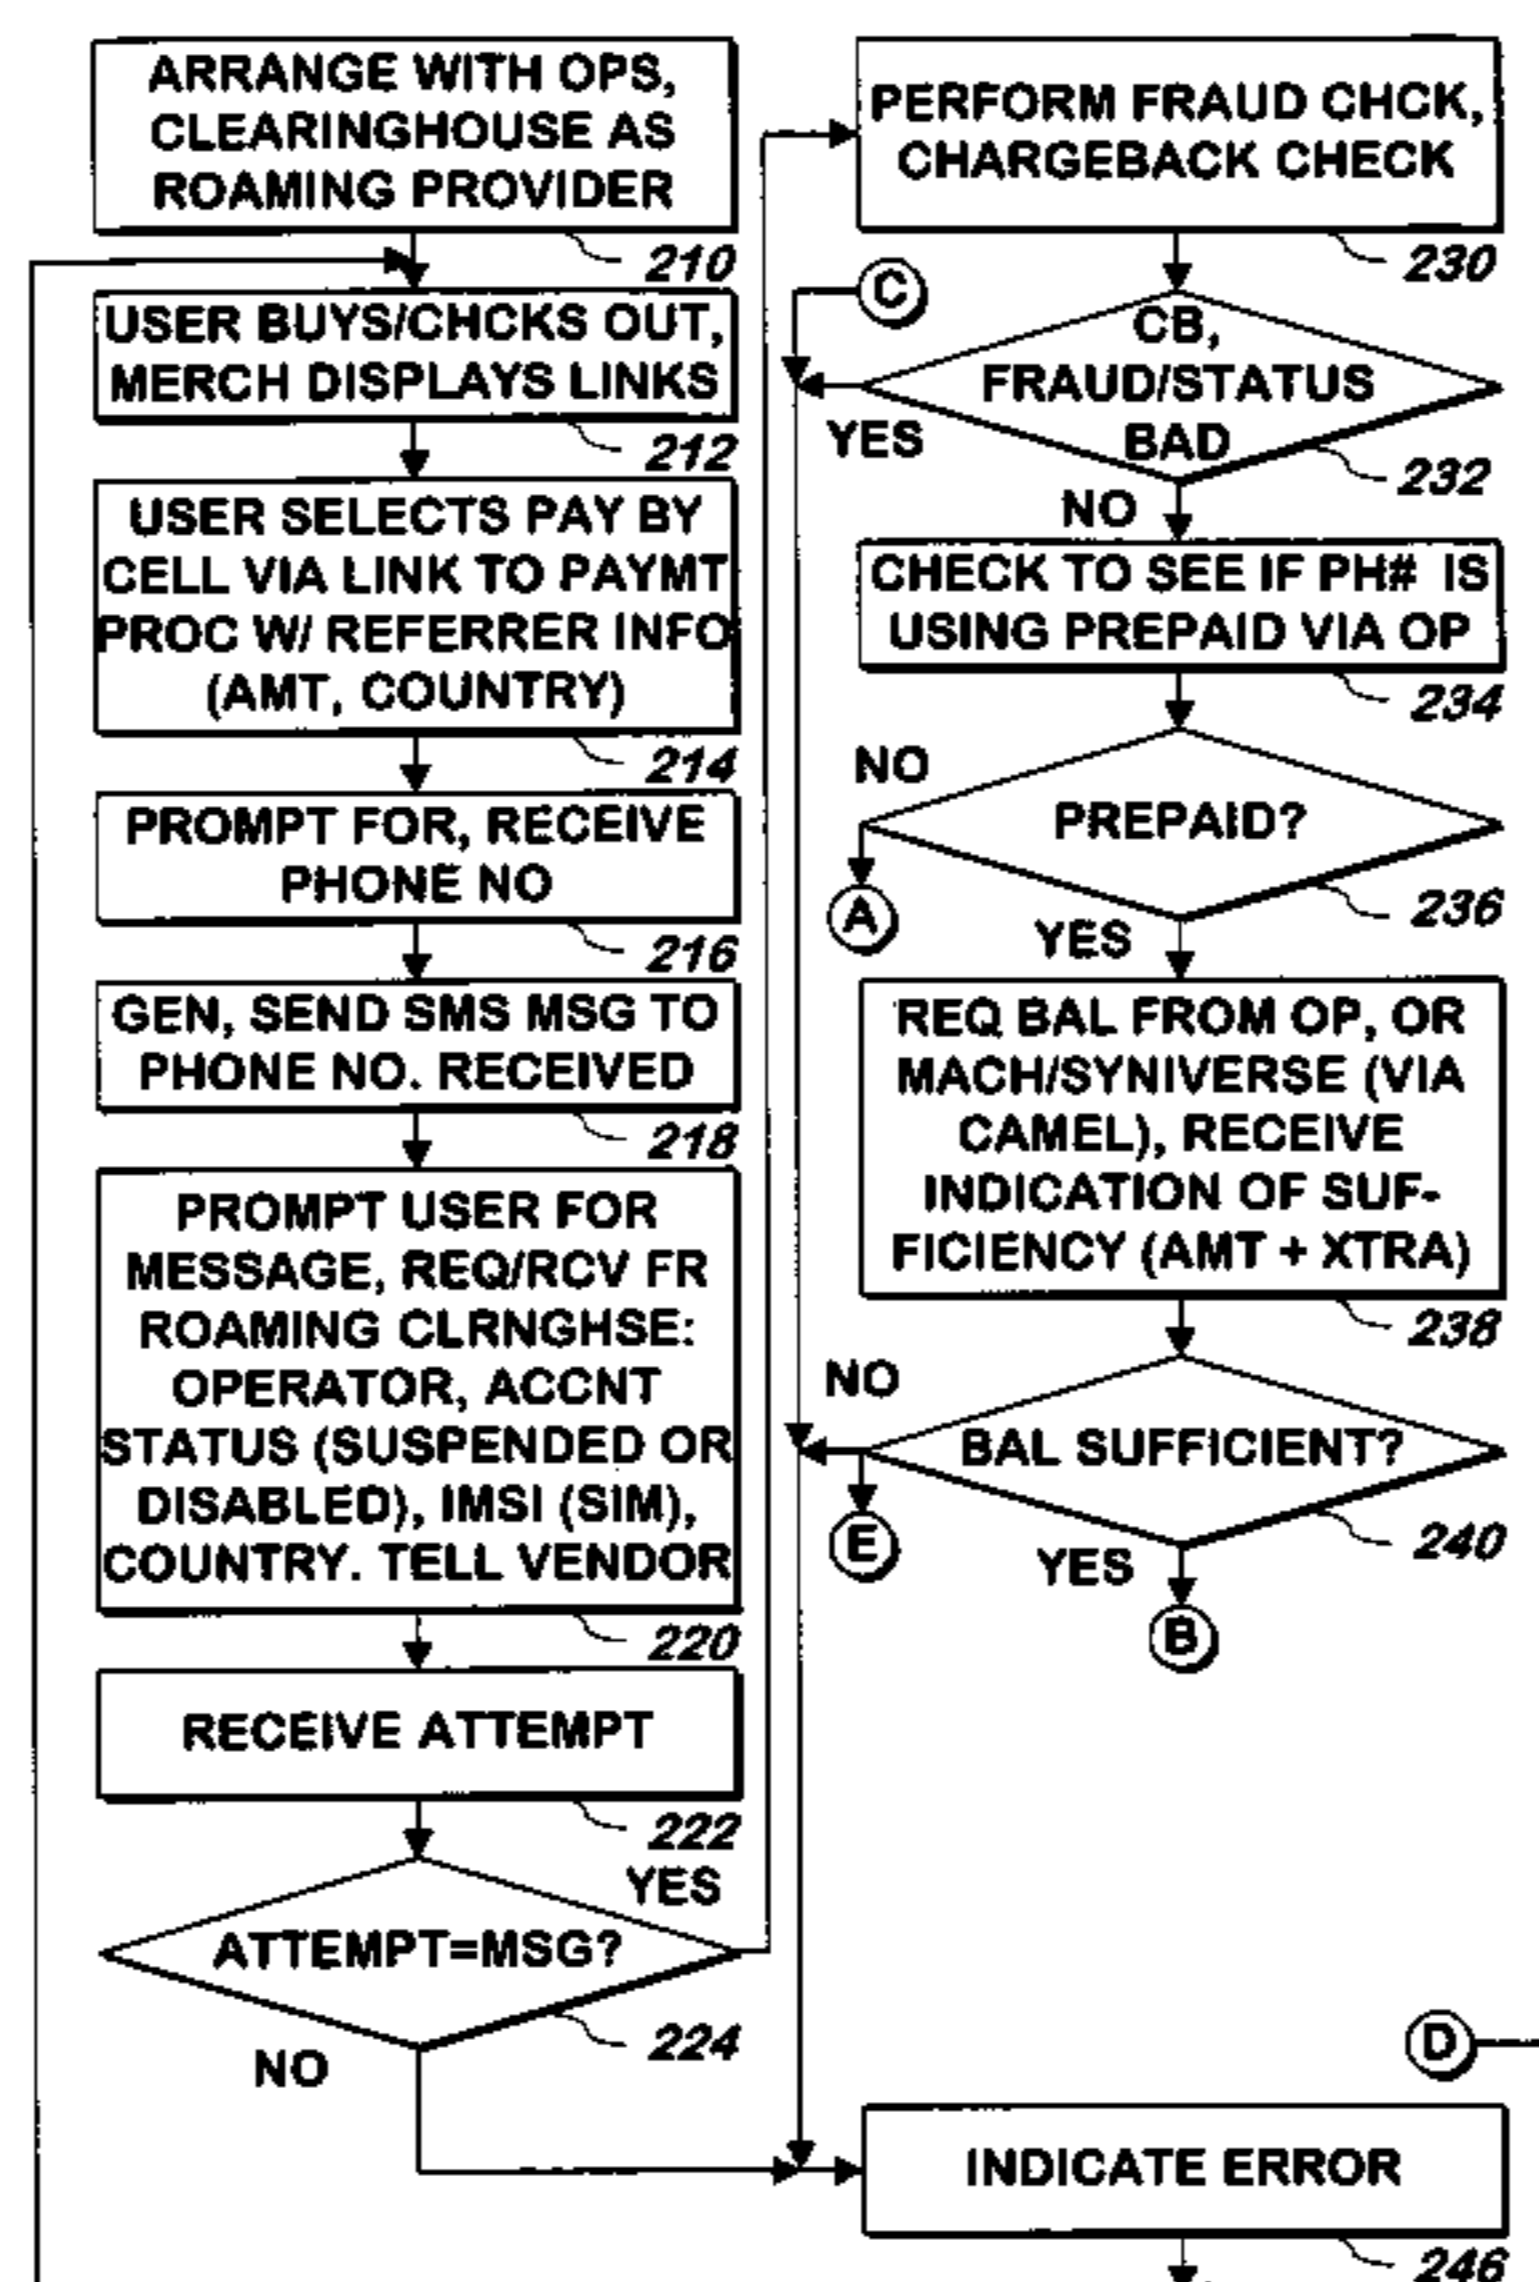 ARRANGE WITH OPS,
CLEARINGHOUSE AS
ROAMING PROVIDER
210
USER BUYS/CHCKS OUT,
MERCH DISPLAYS LINKS
212
USER SELECTS PAY BY
CELL VIA LINK TO PAYMT
PROC W/ REFERRER INFO
(AMT, COUNTRY)
214
PROMPT FOR, RECEIVE
PHONE NO
216
GEN, SEND SMS MSG TO
PHONE NO. RECEIVED
218
PROMPT USER FOR
MESSAGE, REQ/RCV FR
ROAMING CLRNGHSE:
OPERATOR, ACCNT
STATUS (SUSPENDED OR
DISABLED), IMSI (SIM),
COUNTRY. TELL VENDOR
220
RECEIVE ATTEMPT
222
YES
ATTEMPT=MSG?
224
NO
PERFORM FRAUD CHCK,
CHARGEBACK CHECK
230
C
CB,
FRAUD/STATUS
BAD
YES
232
NO
CHECK TO SEE IF PH# IS
USING PREPAID VIA OP
234
NO
PREPAID?
236
A
YES
REQ BAL FROM OP, OR
MACH/SYNIVERSE (VIA
CAMEL), RECEIVE
INDICATION OF SUF-
FICIENCY (AMT + XTRA)
238
NO
BAL SUFFICIENT?
240
E
YES
B
D
INDICATE ERROR
246